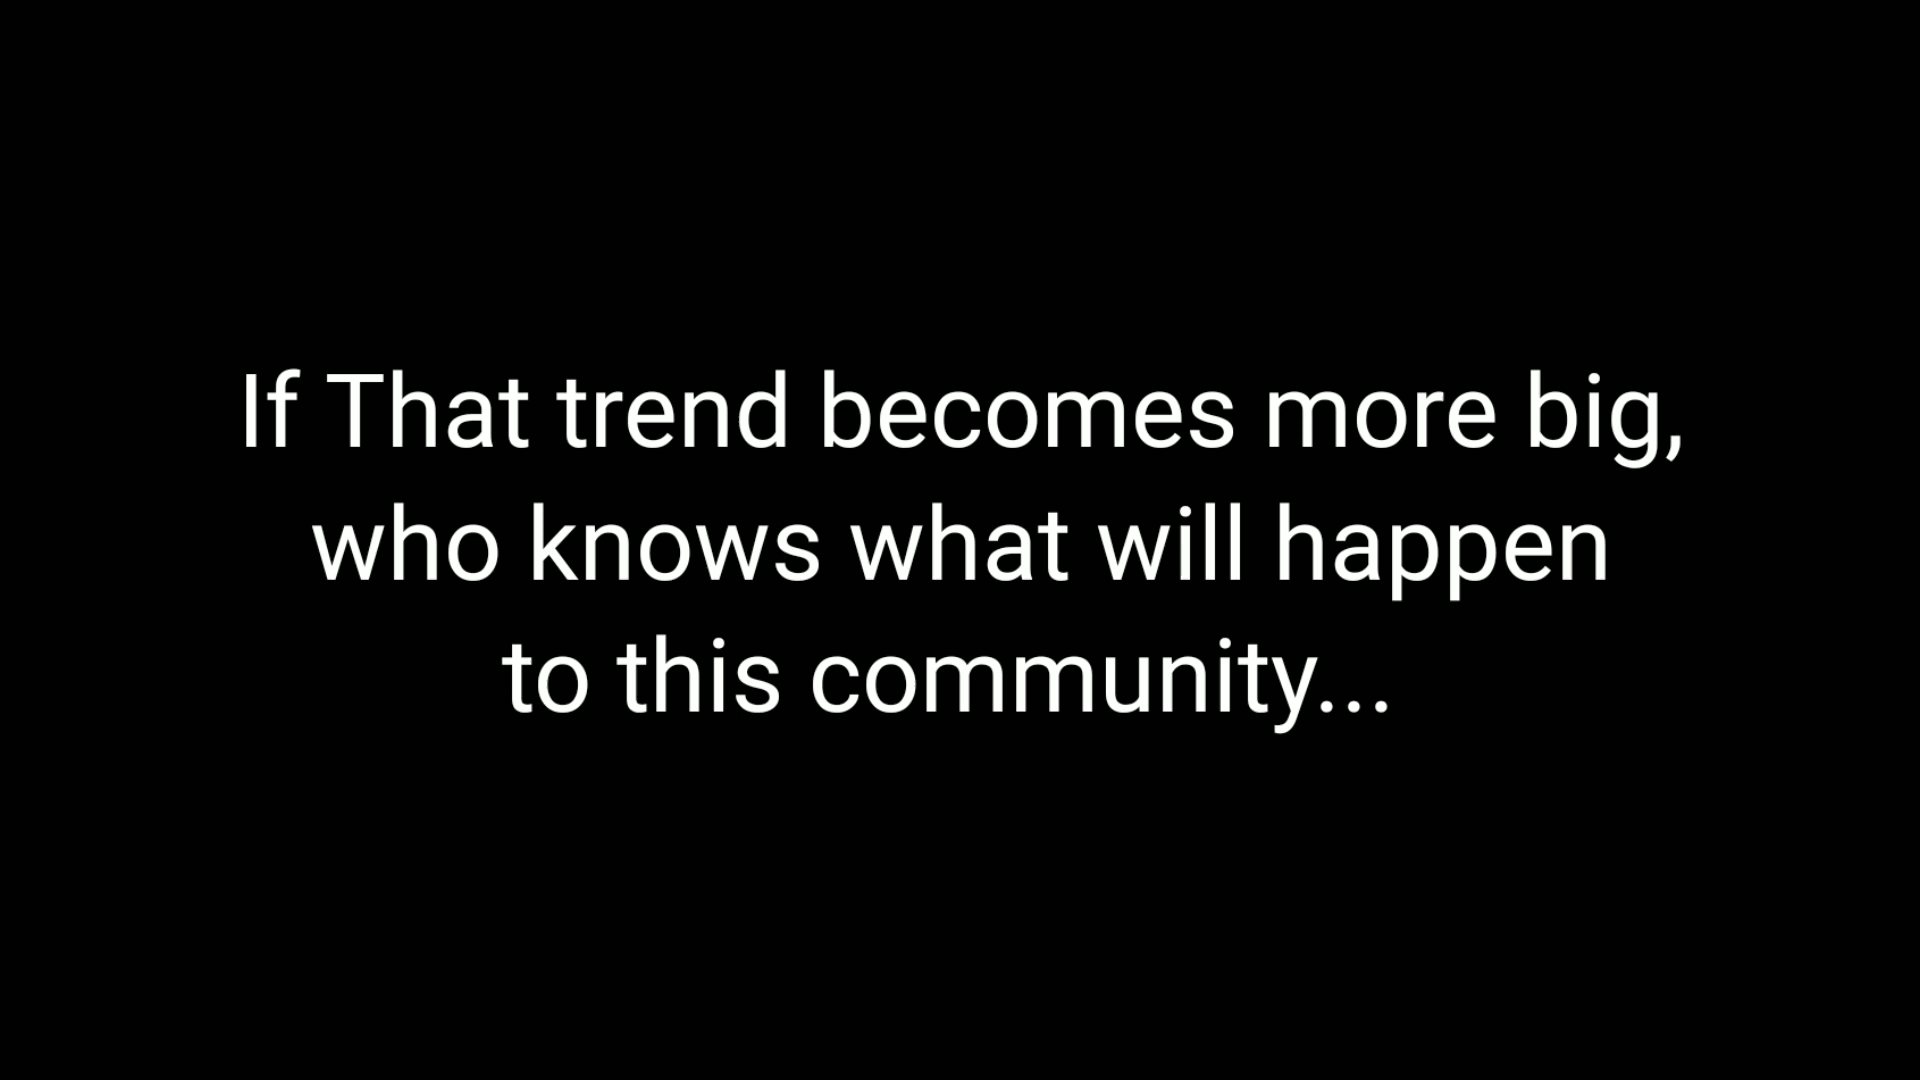 If That trend becomes more big,
who knows what will happen
to this community...